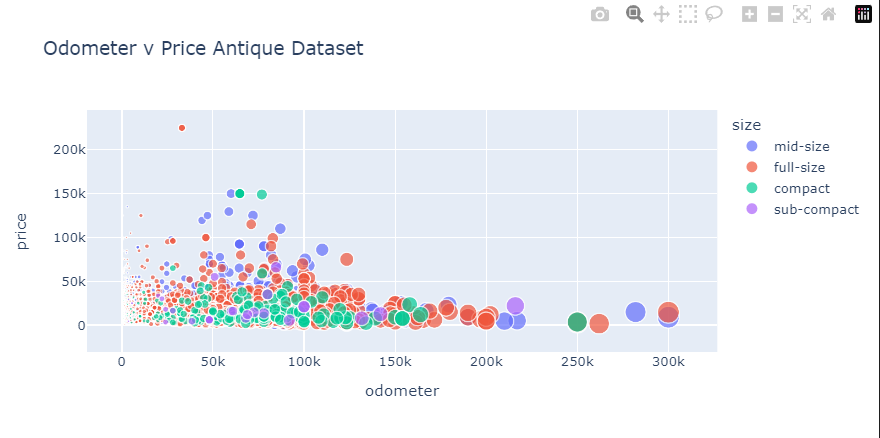 Odometer v Price Antique Dataset
size
mid-size
full-size
compact
sub-compact
price
200k
150k
100k
50k
0
0 50k 100k 150k 200k 250k 300k
odometer